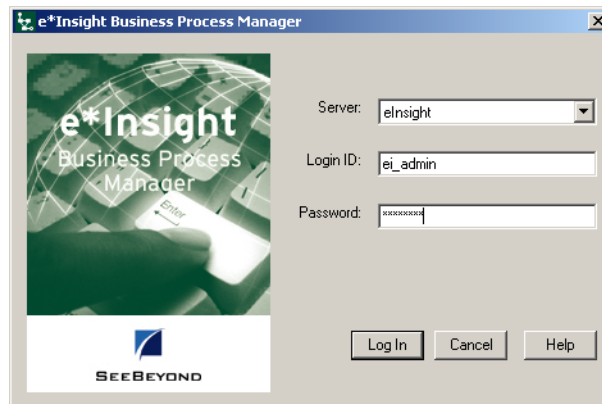 e*Insight Business Process Manager
e*Insight
Business Process
Manager
Enter
SEEBEYOND
Server:
eInsight
Login ID:
ei_admin
Password:
xxxxxxxx
Log In
Cancel
Help